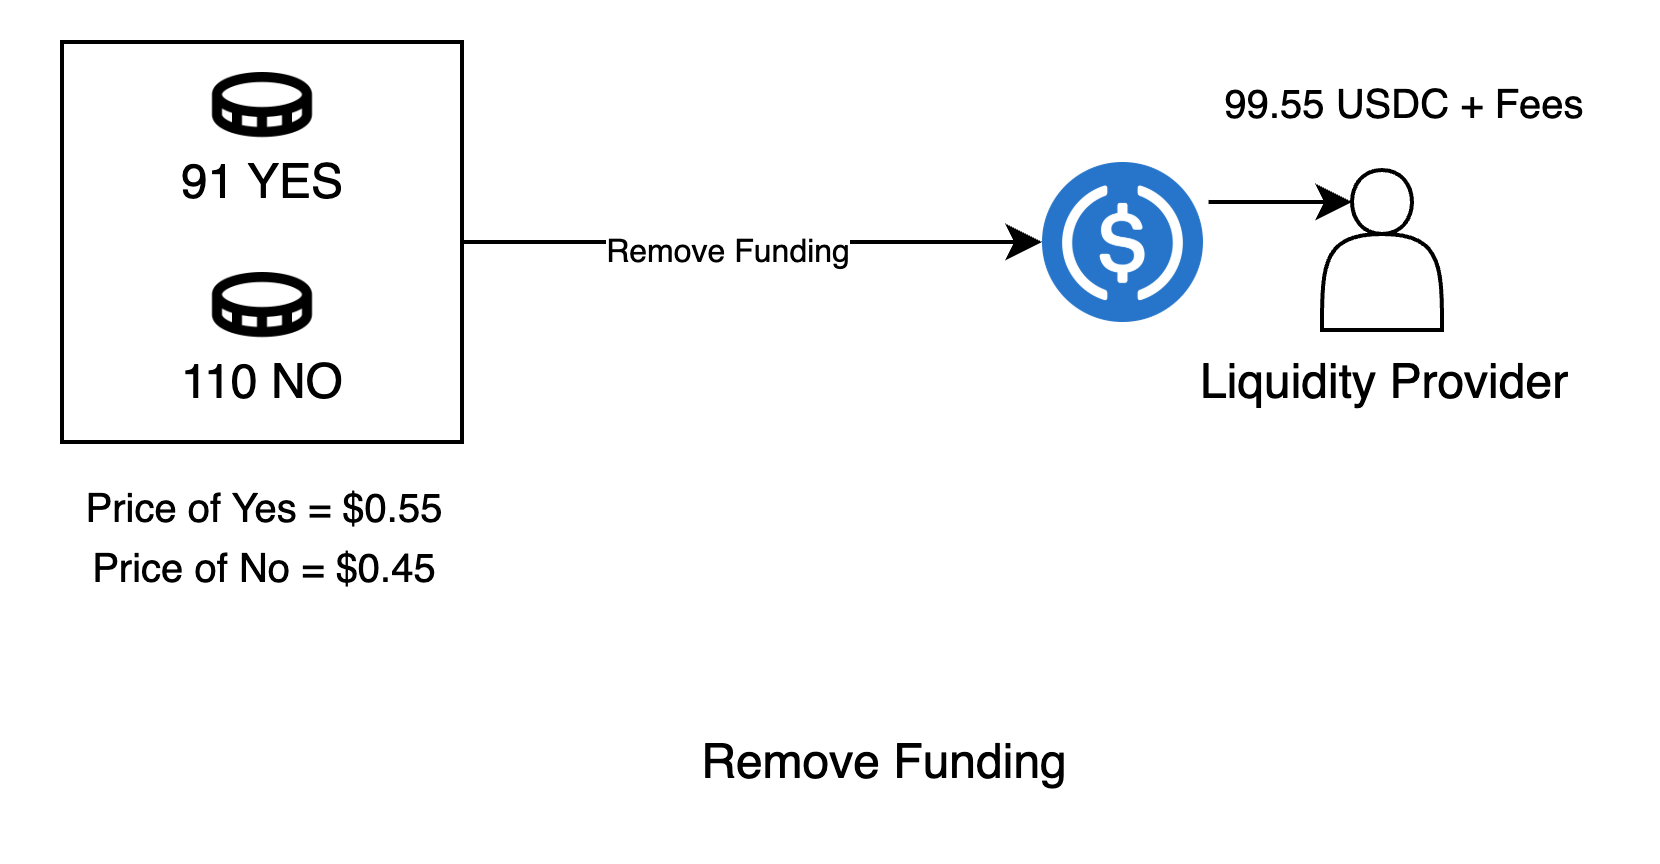 99.55 USDC + Fees
91 YES
Remove Funding
$
110 NO
Liquidity Provider
Price of Yes = $0.55
Price of No = $0.45
Remove Funding